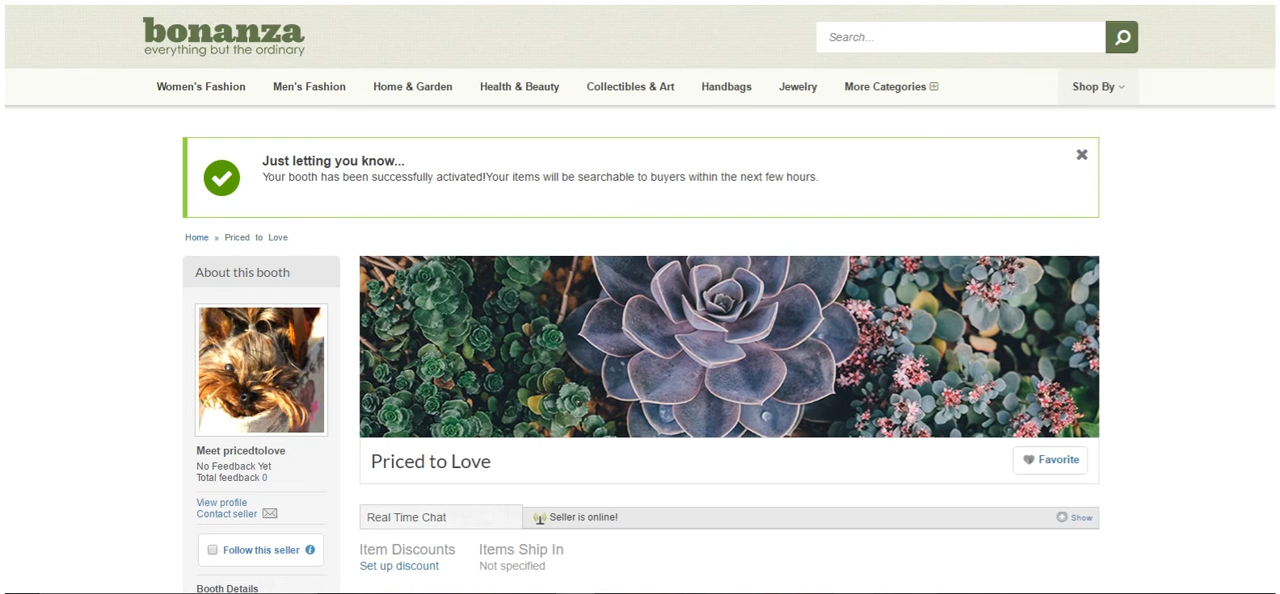 bonanza
everything but the ordinary
Search...
Women's Fashion Men's Fashion Home & Garden Health & Beauty Collectibles & Art Handbags Jewelry More Categories Shop By
Just letting you know...
Your booth has been successfully activated!Your items will be searchable to buyers within the next few hours.
Home » Priced to Love
About this booth
Meet pricedtolove
No Feedback Yet
Total feedback 0
View profile
Contact seller
Follow this seller
Booth Details
Priced to Love
Favorite
Real Time Chat Seller is online! Show
Item Discounts Items Ship In
Set up discount Not specified